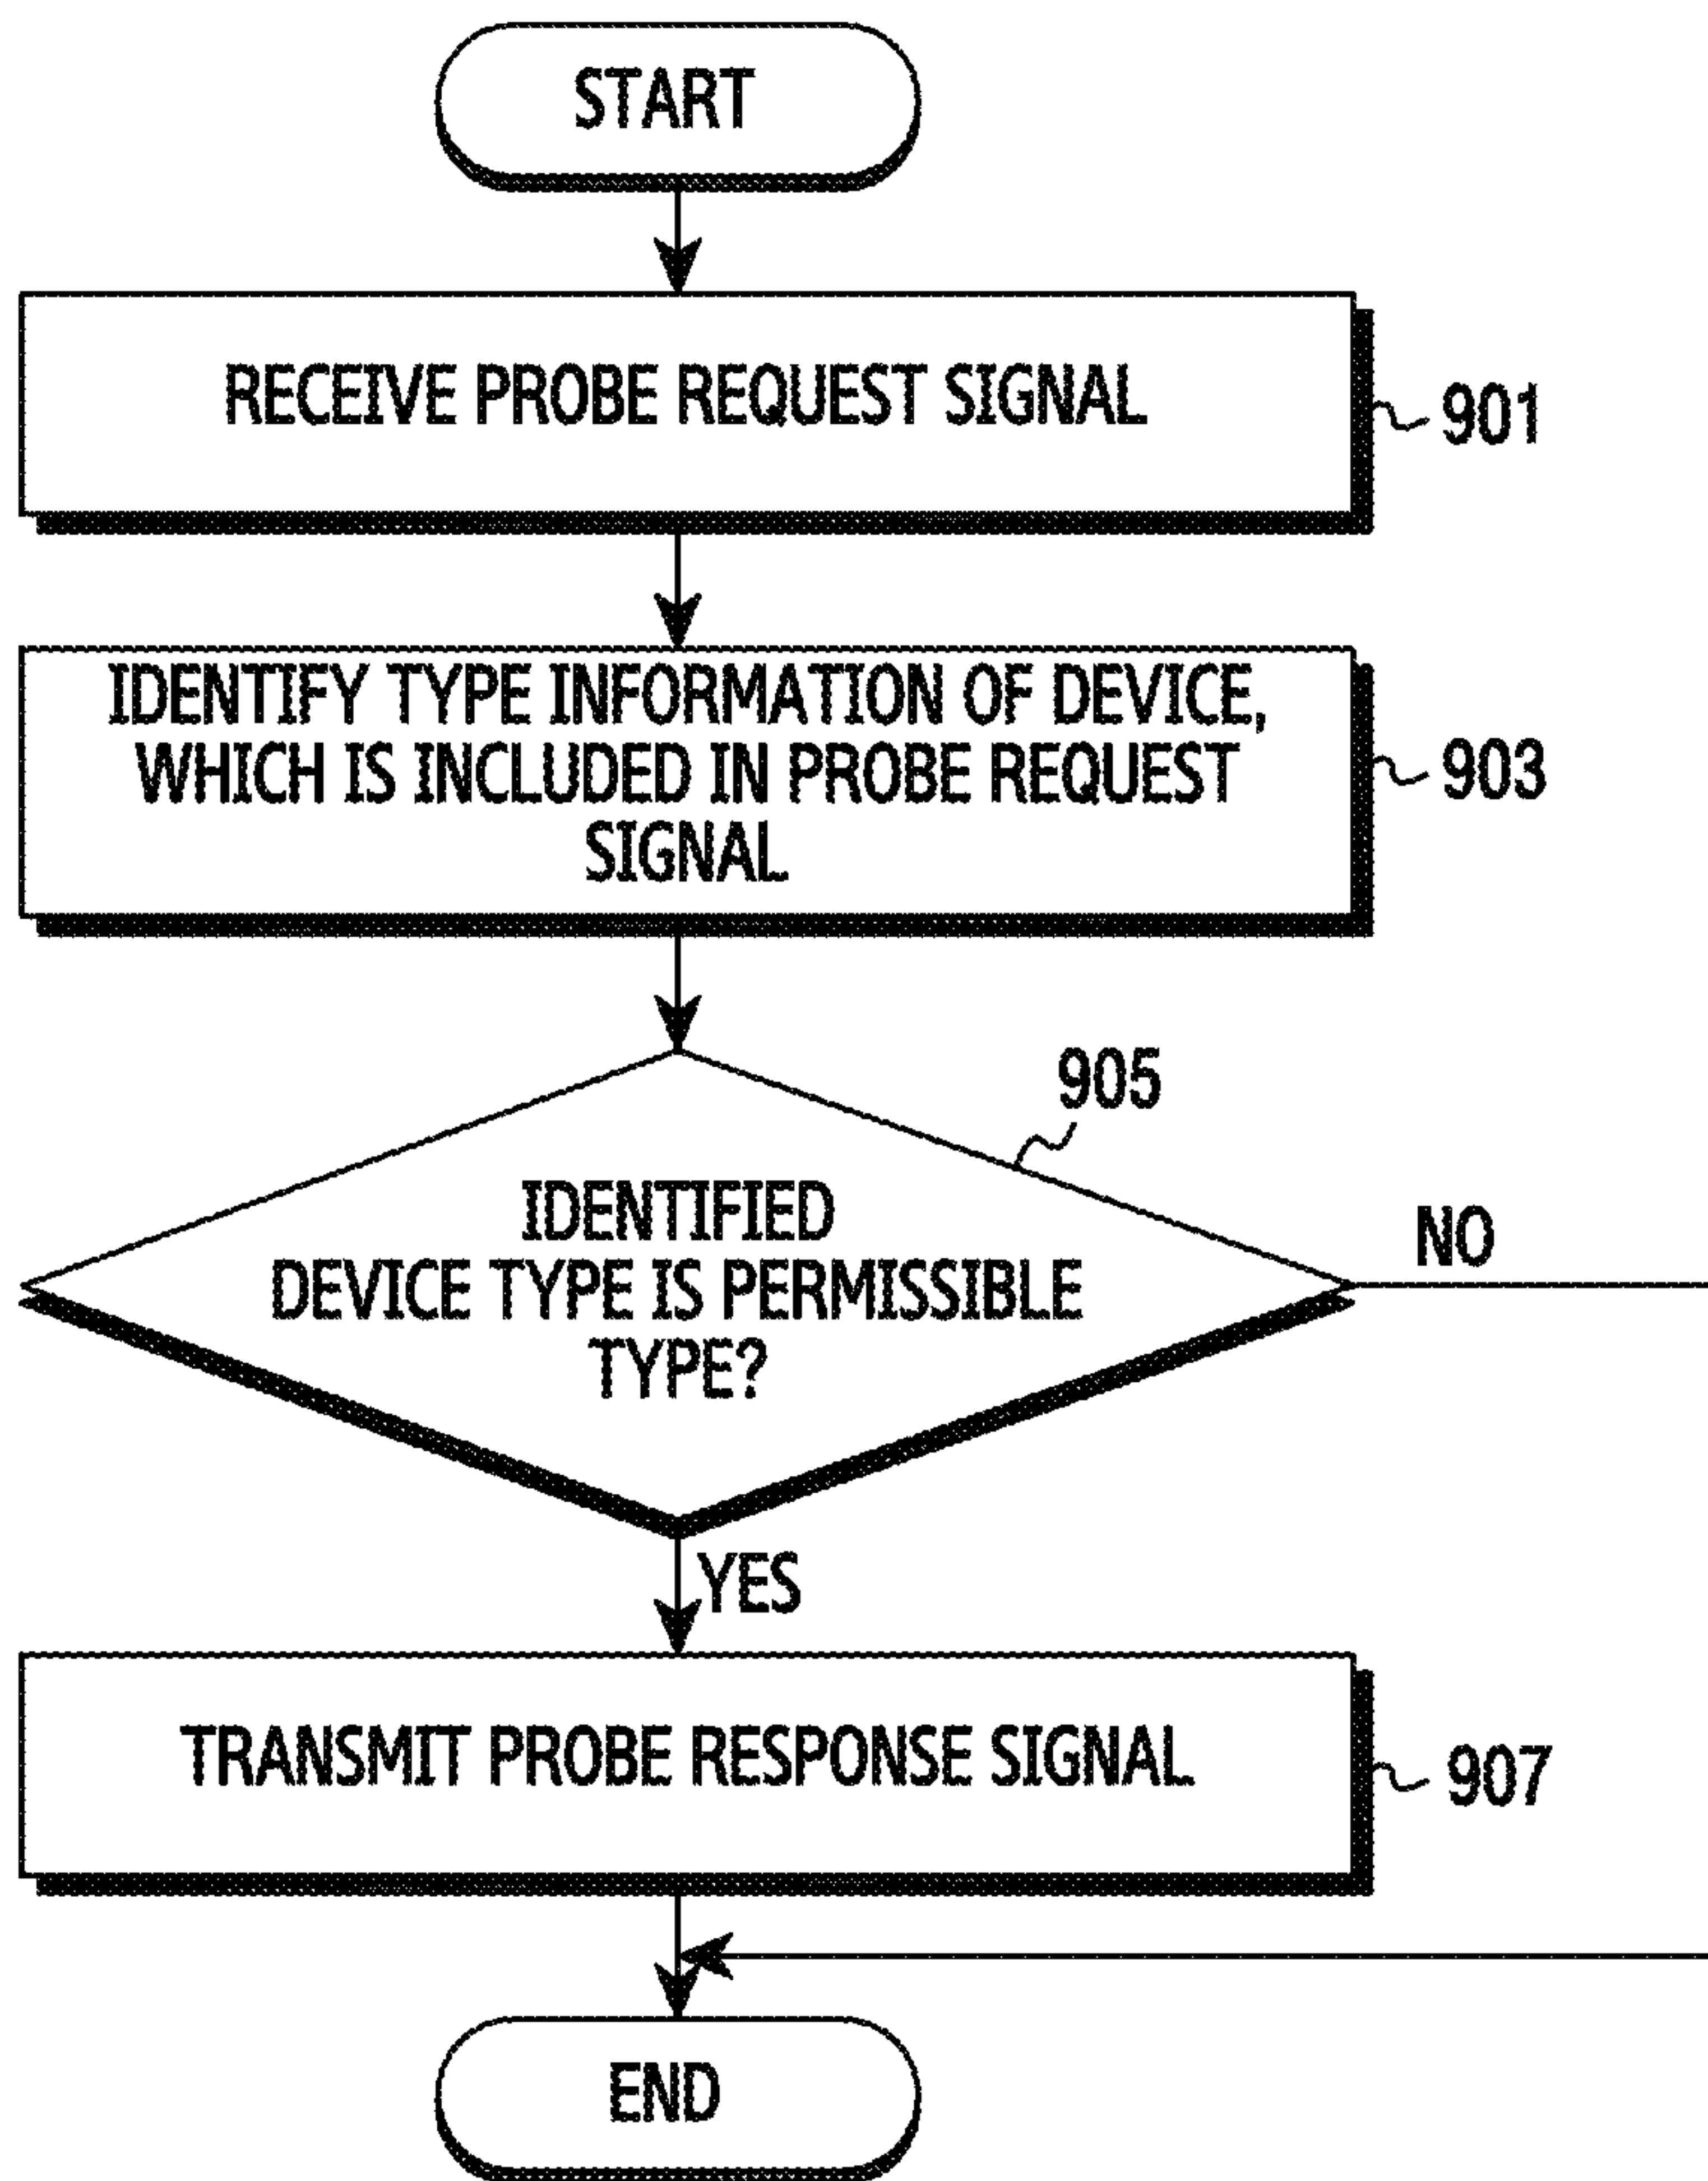 START
RECEIVE PROBE REQUEST SIGNAL
901
IDENTIFY TYPE INFORMATION OF DEVICE,
WHICH IS INCLUDED IN PROBE REQUEST
SIGNAL
903
905
IDENTIFIED
DEVICE TYPE IS PERMISSIBLE
TYPE?
NO
YES
TRANSMIT PROBE RESPONSE SIGNAL
907
END